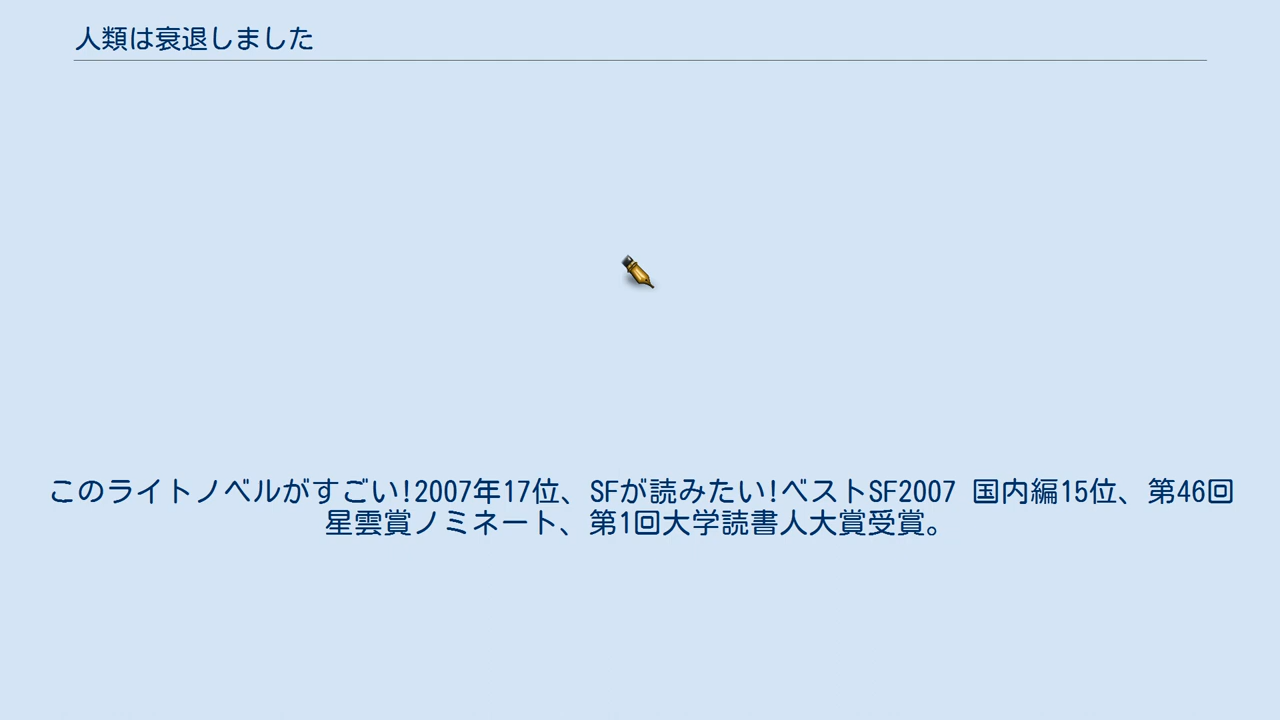 人類は衰退しました
このライトノベルがすごい!2007年17位、SFが読みたい!ベストSF2007 国内編15位、第46回
星雲賞ノミネート、第1回大学読書人大賞受賞。